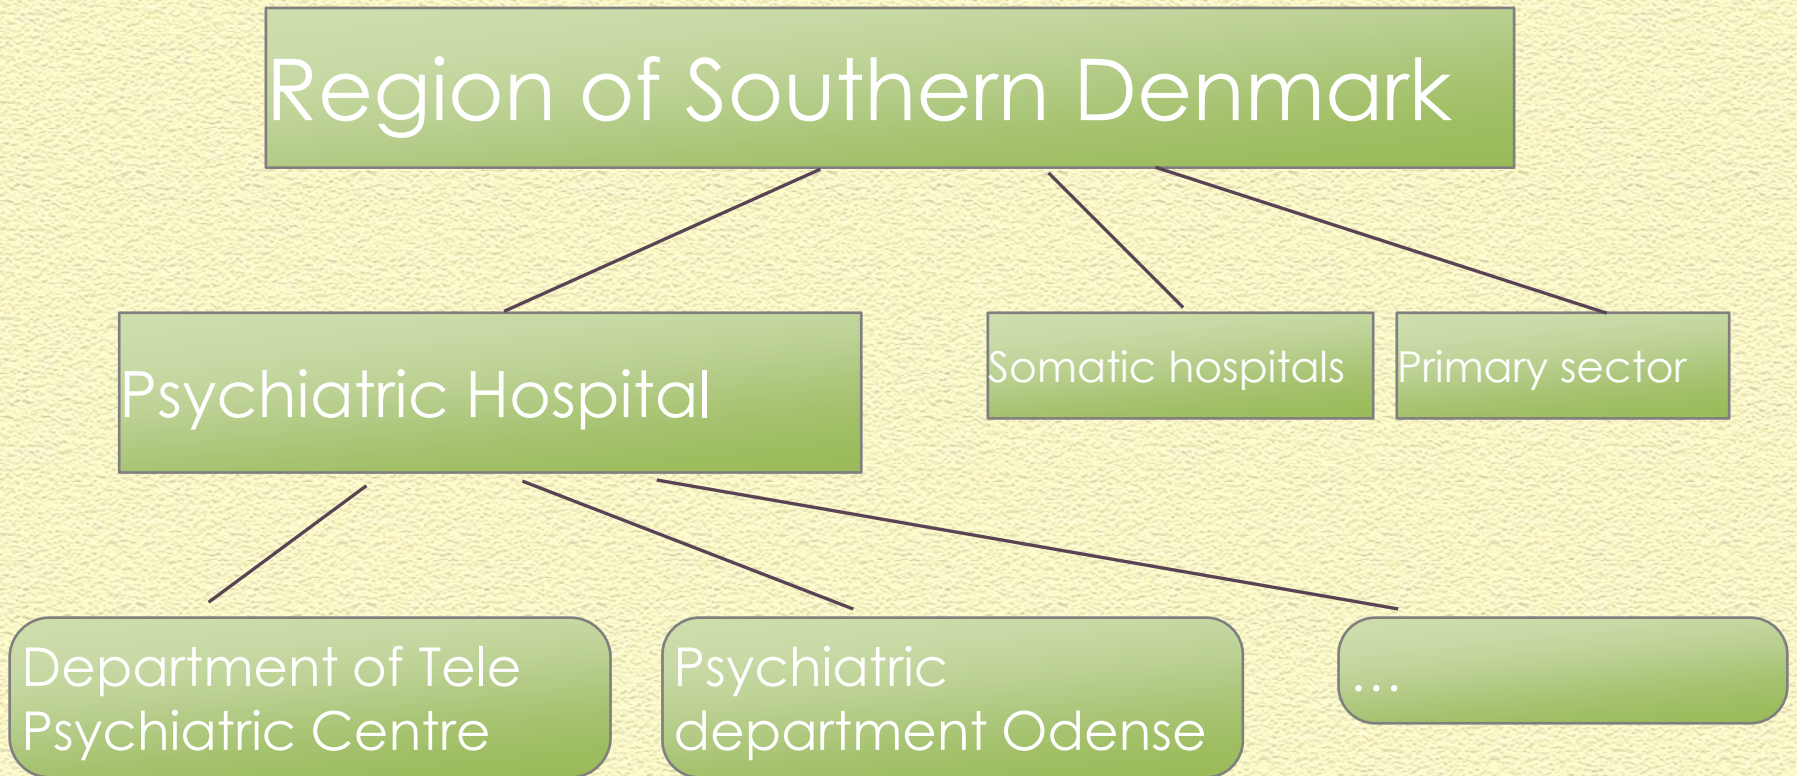 Region of Southern Denmark
Psychiatric Hospital
Somatic hospitals
Primary sector
Department of Tele
Psychiatric Centre
Psychiatric
department Odense
…